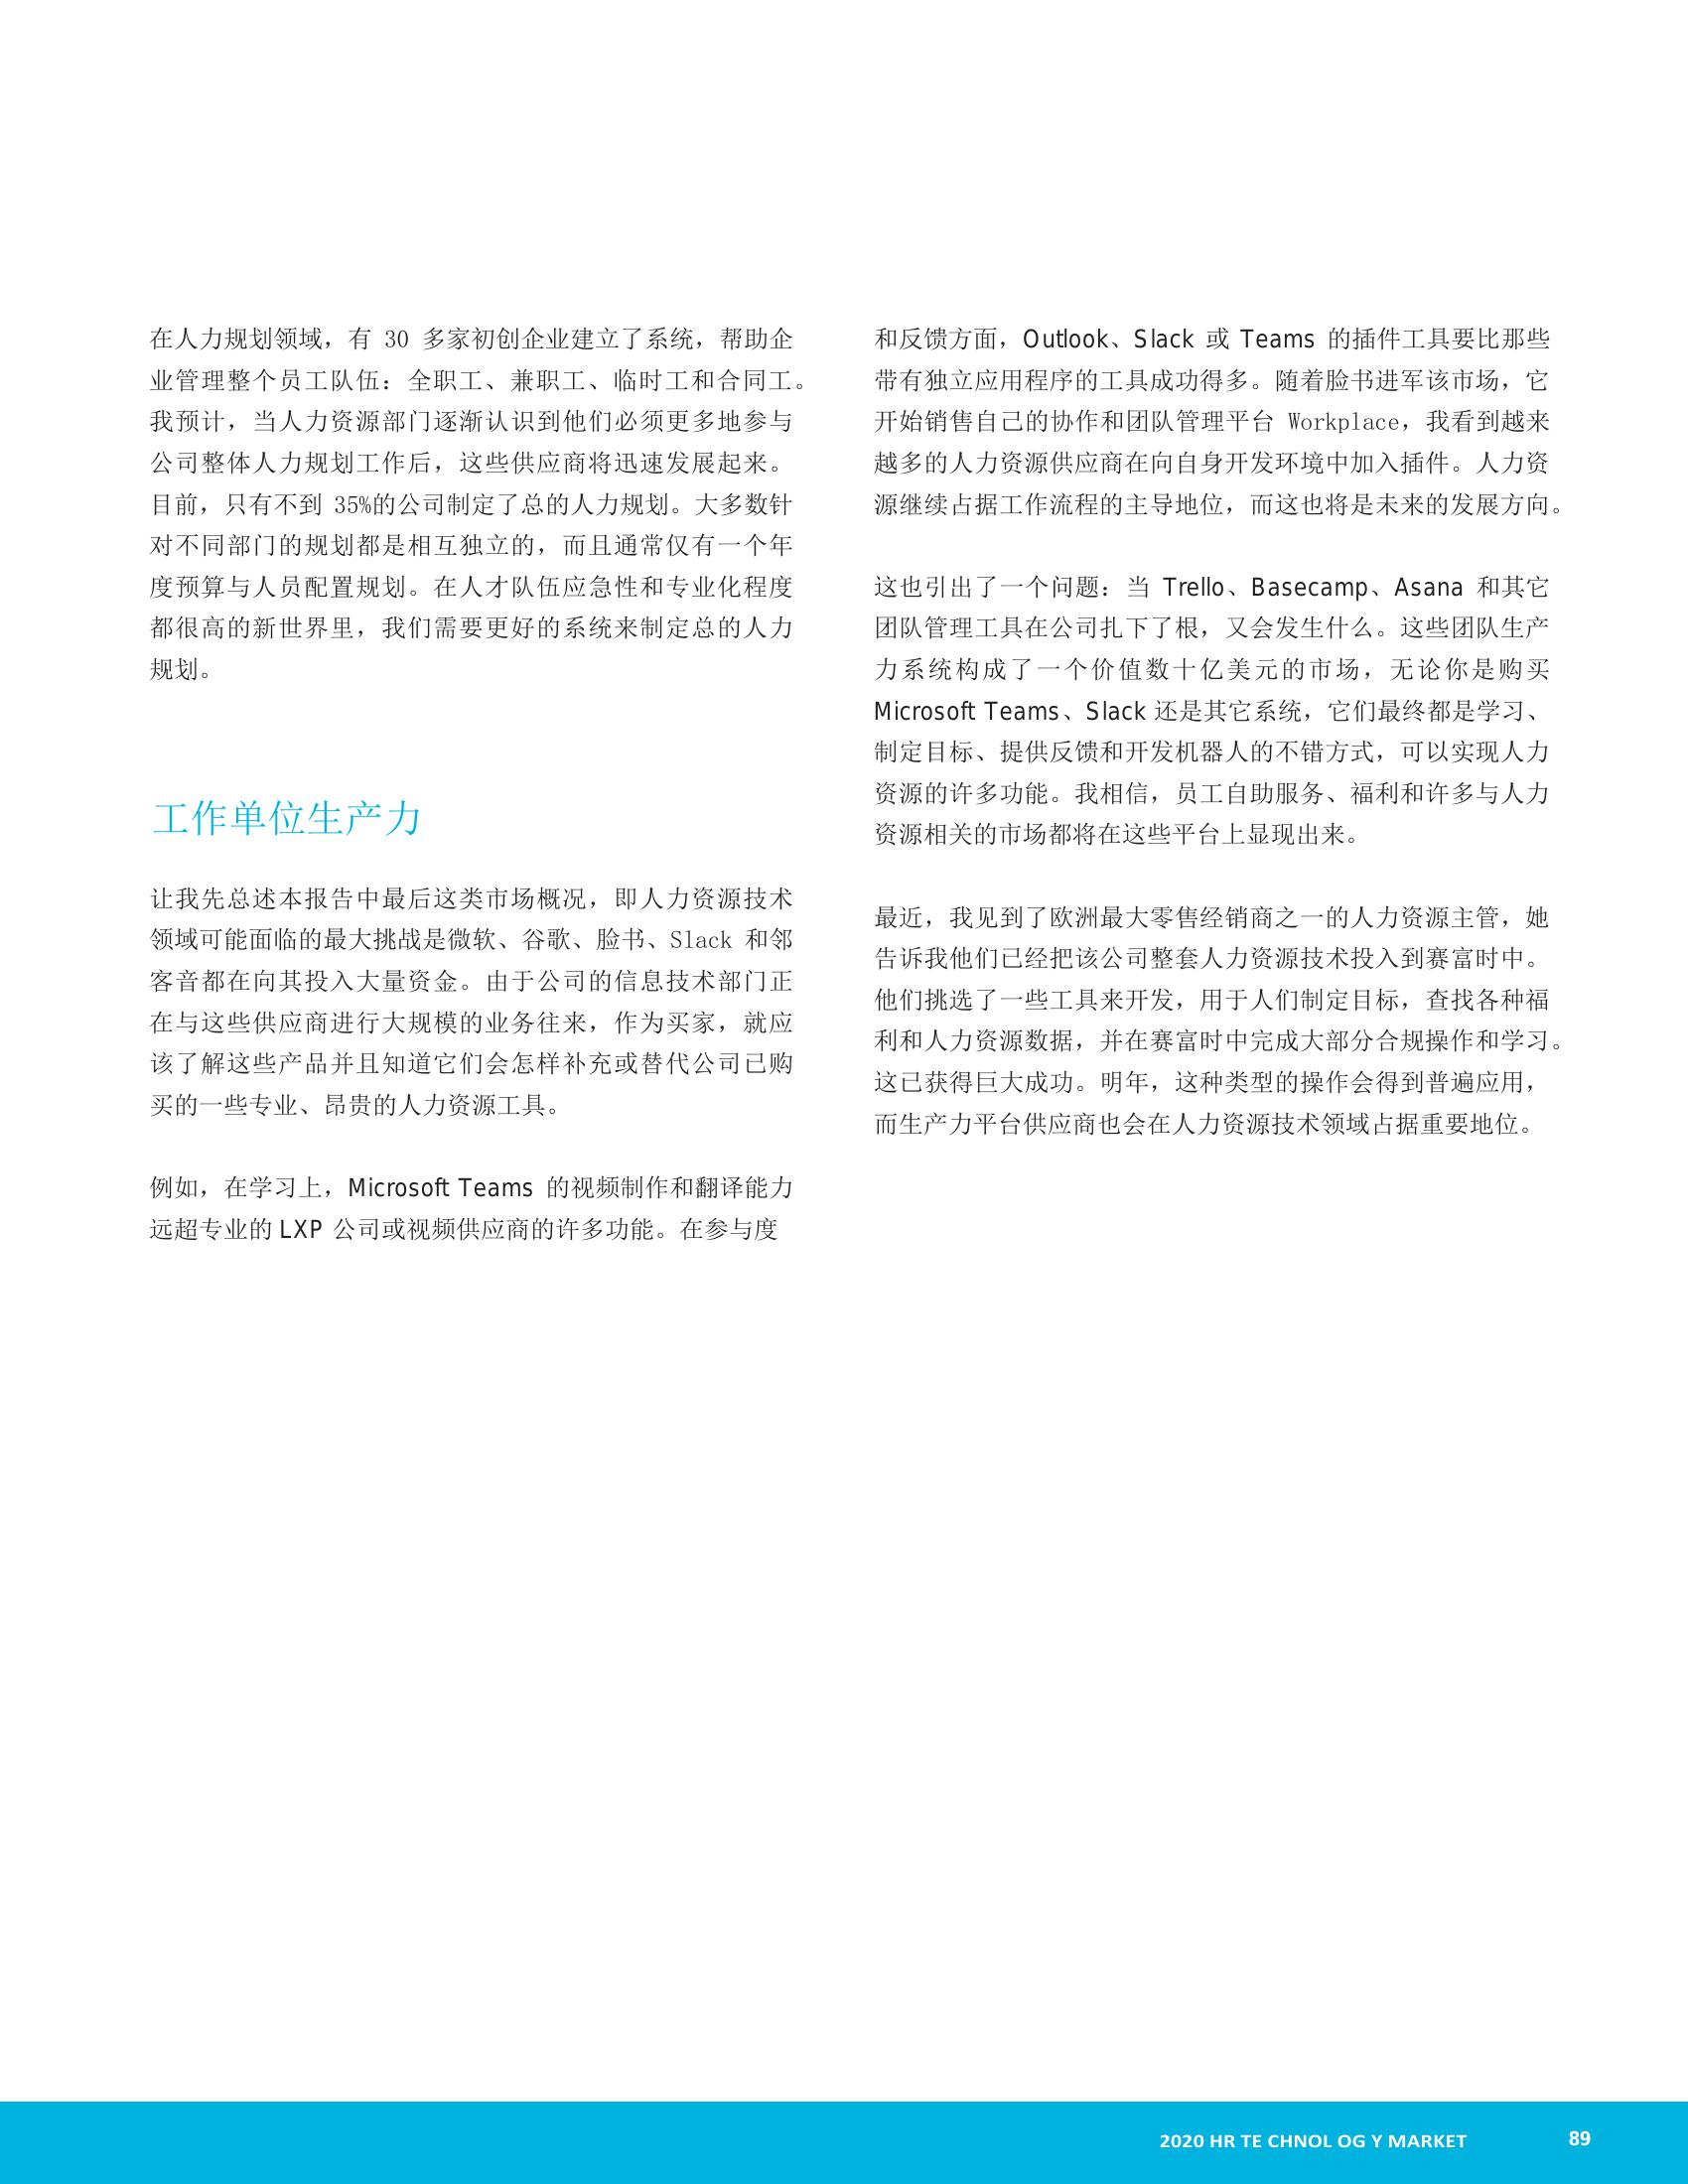 在人力规划领域，有 30 多家初创企业建立了系统，帮助企
业管理整个员工队伍：全职工、兼职工、临时工和合同工。
我预计，当人力资源部门逐渐认识到他们必须更多地参与
公司整体人力规划工作后，这些供应商将迅速发展起来。
目前，只有不到 35%的公司制定了总的人力规划。大多数针
对不同部门的规划都是相互独立的，而且通常仅有一个年
度预算与人员配置规划。在人才队伍应急性和专业化程度
都很高的新世界里，我们需要更好的系统来制定总的人力
规划。
工作单位生产力
让我先总述本报告中最后这类市场概况，即人力资源技术
领域可能面临的最大挑战是微软、谷歌、脸书、Slack 和邻
客音都在向其投入大量资金。由于公司的信息技术部门正
在与这些供应商进行大规模的业务往来，作为买家，就应
该了解这些产品并且知道它们会怎样补充或替代公司已购
买的一些专业、昂贵的人力资源工具。
例如，在学习上，Microsoft Teams 的视频制作和翻译能力
远超专业的 LXP 公司或视频供应商的许多功能。在参与度
和反馈方面，Outlook、Slack 或 Teams 的插件工具要比那些
带有独立应用程序的工具成功得多。随着脸书进军该市场，它
开始销售自己的协作和团队管理平台 Workplace，我看到越来
越多的人力资源供应商在向自身开发环境中加入插件。人力资
源继续占据工作流程的主导地位，而这也将是未来的发展方向。
这也引出了一个问题：当 Trello、Basecamp、Asana 和其它
团队管理工具在公司扎下了根，又会发生什么。这些团队生产
力系统构成了一个价值数十亿美元的市场，无论你是购买
Microsoft Teams、Slack 还是其它系统，它们最终都是学习、
制定目标、提供反馈和开发机器人的不错方式，可以实现人力
资源的许多功能。我相信，员工自助服务、福利和许多与人力
资源相关的市场都将在这些平台上显现出来。
最近，我见到了欧洲最大零售经销商之一的人力资源主管，她
告诉我他们已经把该公司整套人力资源技术投入到赛富时中。
他们挑选了一些工具来开发，用于人们制定目标，查找各种福
利和人力资源数据，并在赛富时中完成大部分合规操作和学习。
这已获得巨大成功。明年，这种类型的操作会得到普遍应用，
而生产力平台供应商也会在人力资源技术领域占据重要地位。
2020 HR TE CHNOL OG Y MARKET 89